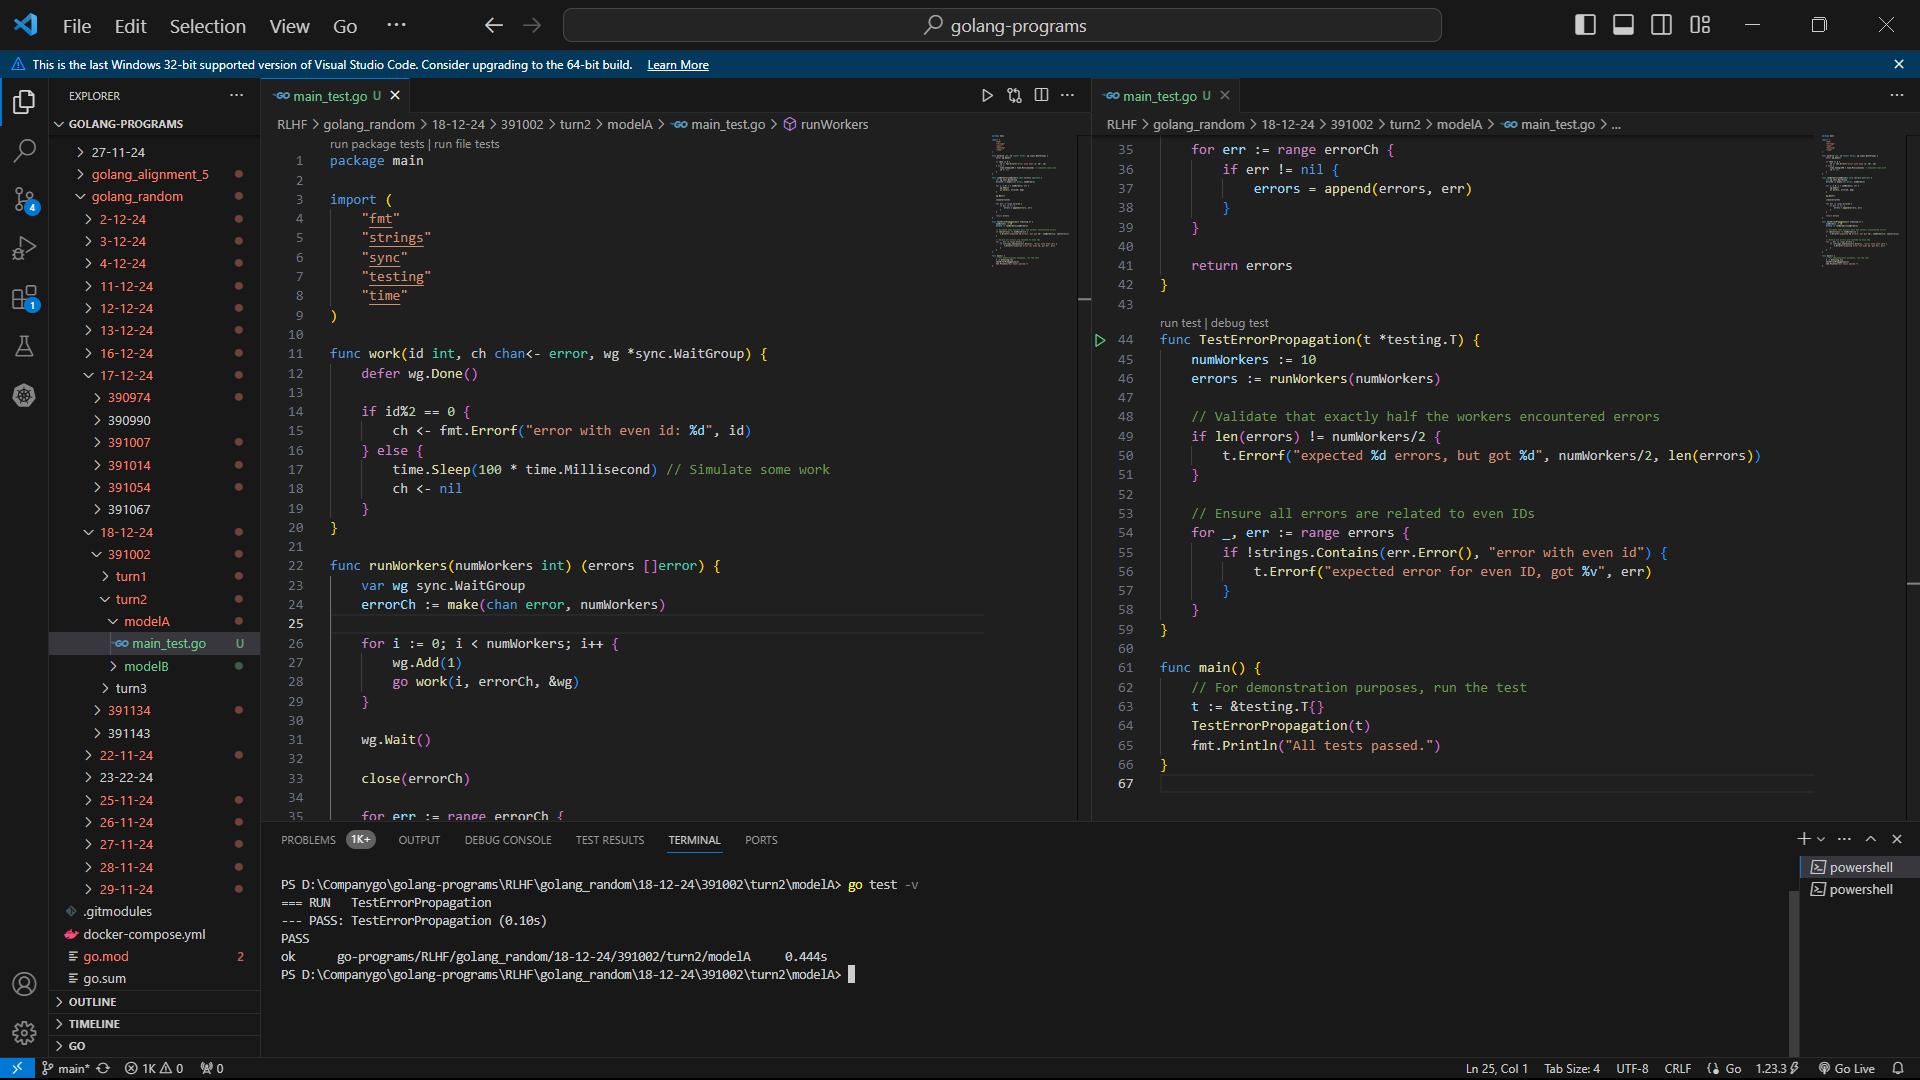 File Edit Selection View Go ···
golang-programs
This is the last Windows 32-bit supported version of Visual Studio Code. Consider upgrading to the 64-bit build. Learn More
EXPLORER
GOLANG-PROGRAMS
27-11-24
golang_alignment_5
golang_random
2-12-24
3-12-24
4-12-24
11-12-24
12-12-24
13-12-24
16-12-24
17-12-24
390974
390990
391007
391014
391054
391067
18-12-24
391002
turn1
turn2
modelA
main_test.go U
modelB
turn3
391134
391143
22-11-24
23-22-24
25-11-24
26-11-24
27-11-24
28-11-24
29-11-24
.gitmodules
docker-compose.yml
go.mod 2
go.sum
OUTLINE
TIMELINE
GO
4
1
main_test.go U
RLHF > golang_random > 18-12-24 > 391002 > turn2 > modelA > main_test.go > runWorkers
run package tests | run file tests
1 package main
2
3 import (
4 "fmt"
5 "strings"
6 "sync"
7 "testing"
8 "time"
9 )
10
11 func work(id int, ch chan<- error, wg *sync.WaitGroup) {
12 defer wg.Done()
13
14 if id%2 == 0 {
15 ch <- fmt.Errorf("error with even id: %d", id)
16 } else {
17 time.Sleep(100 * time.Millisecond) // Simulate some work
18 ch <- nil
19 }
20 }
21
22 func runWorkers(numWorkers int) (errors []error) {
23 var wg sync.WaitGroup
24 errorCh := make(chan error, numWorkers)
25
26 for i := 0; i < numWorkers; i++ {
27 wg.Add(1)
28 go work(i, errorCh, &wg)
29 }
30
31 wg.Wait()
32
33 close(errorCh)
34
35 for err := range errorCh {
main_test.go U
RLHF > golang_random > 18-12-24 > 391002 > turn2 > modelA > main_test.go > ...
35 for err := range errorCh {
36 if err != nil {
37 errors = append(errors, err)
38 }
39 }
40
41 return errors
42 }
43
run test | debug test
44 func TestErrorPropagation(t *testing.T) {
45 numWorkers := 10
46 errors := runWorkers(numWorkers)
47
48 // Validate that exactly half the workers encountered errors
49 if len(errors) != numWorkers/2 {
50 t.Errorf("expected %d errors, but got %d", numWorkers/2, len(errors))
51 }
52
53 // Ensure all errors are related to even IDs
54 for _, err := range errors {
55 if !strings.Contains(err.Error(), "error with even id") {
56 t.Errorf("expected error for even ID, got %v", err)
57 }
58 }
59 }
60
61 func main() {
62 // For demonstration purposes, run the test
63 t := &testing.T{}
64 TestErrorPropagation(t)
65 fmt.Println("All tests passed.")
66 }
67
PROBLEMS 1K+ OUTPUT DEBUG CONSOLE TEST RESULTS TERMINAL PORTS
PS D:\Companygo\golang-programs\RLHF\golang_random\18-12-24\391002\turn2\modelA> go test -v
=== RUN TestErrorPropagation
--- PASS: TestErrorPropagation (0.10s)
PASS
ok go-programs/RLHF/golang_random/18-12-24/391002/turn2/modelA 0.444s
PS D:\Companygo\golang-programs\RLHF\golang_random\18-12-24\391002\turn2\modelA>
powershell
powershell
main* 1K 0 0 Ln 25, Col 1 Tab Size: 4 UTF-8 CRLF Go 1.23.3 Go Live